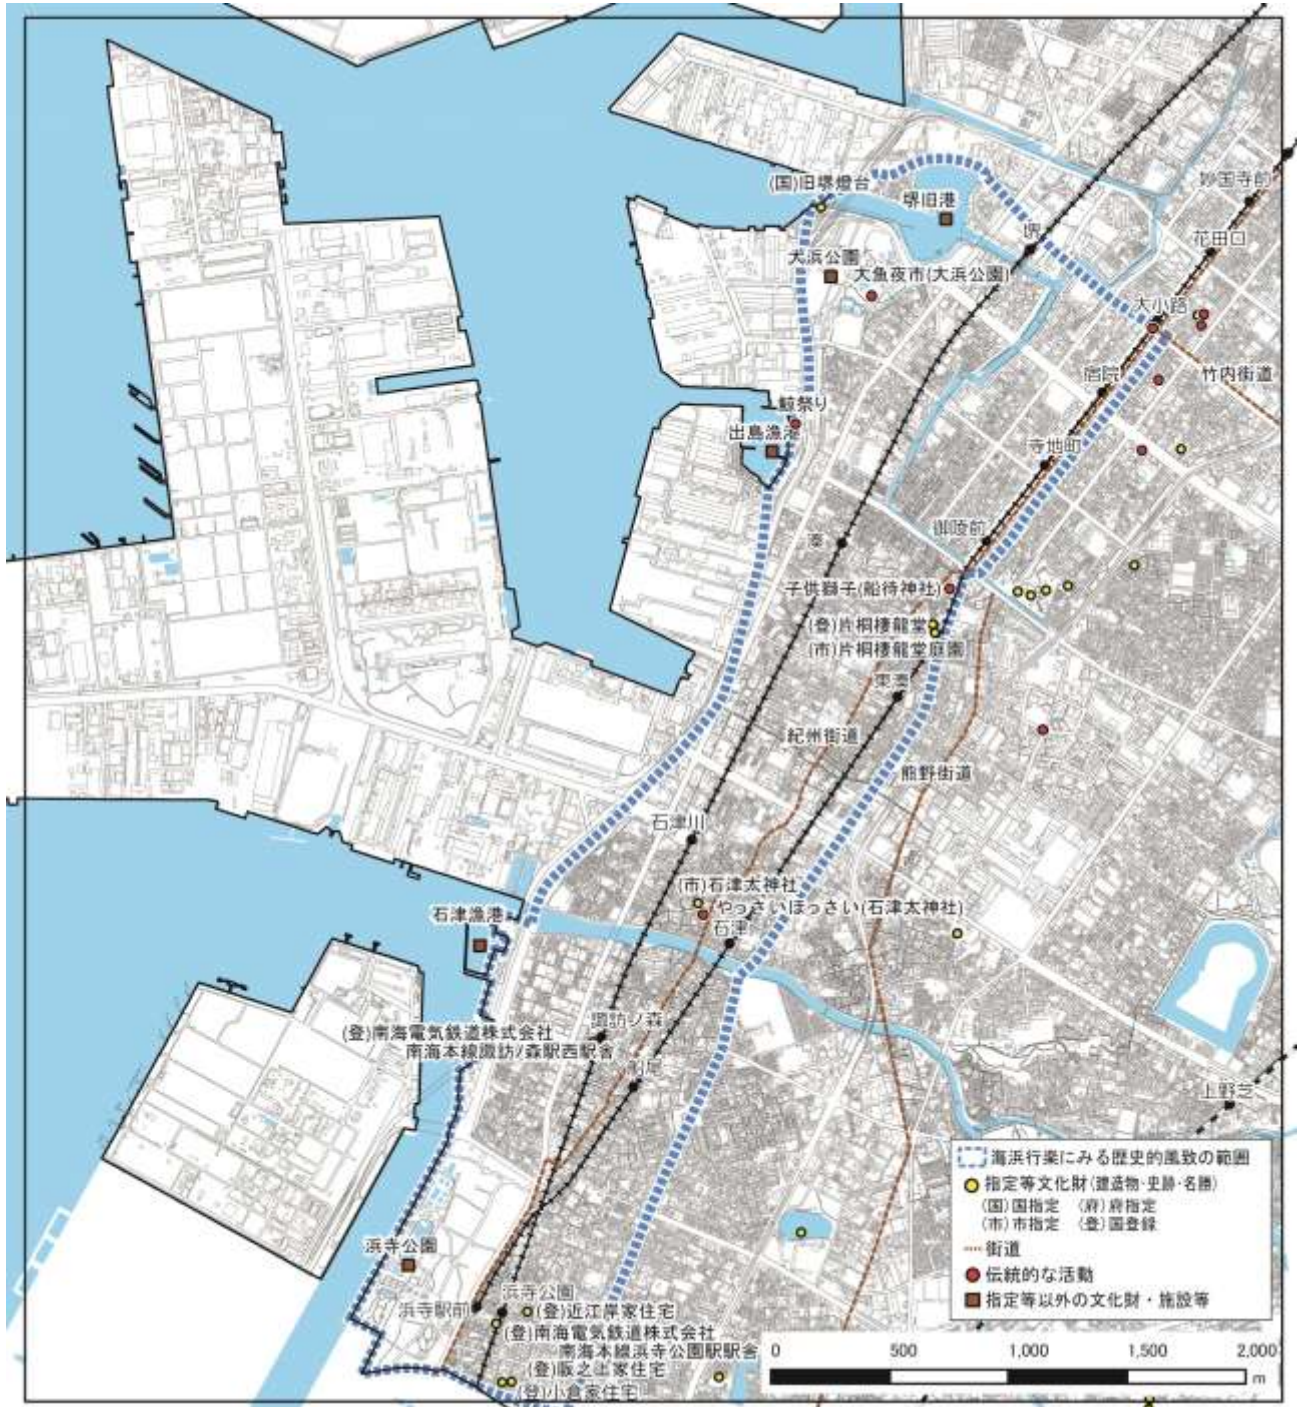 妙国寺前
(国)旧堺燈台
堺旧港
堺
花田口
大浜公園
大魚夜市(大浜公園)
大小路
宿院
竹内街道
鯨祭り
出島漁港
寺地町
御陵前
湊
子供獅子(船待神社)
(登)片桐棲龍堂
(市)片桐棲龍堂庭園
東湊
紀州街道
熊野街道
石津川
(市)石津太神社
やっさいほっさい(石津太神社)
石津漁港
石津
諏訪ノ森
(登)南海電気鉄道株式会社
南海本線諏訪ノ森駅西駅舎
上野芝
海浜行楽にみる歴史的風致の範囲
指定等文化財(建造物・史跡・名勝)
(国)国指定 (府)府指定
(市)市指定 (登)国登録
街道
伝統的な活動
指定等以外の文化財・施設等
浜寺公園
浜寺駅前
浜寺公園
(登)近江岸家住宅
(登)南海電気鉄道株式会社
南海本線浜寺公園駅駅舎
(登)阪之上家住宅
(登)小倉家住宅
0 500 1,000 1,500 2,000
m